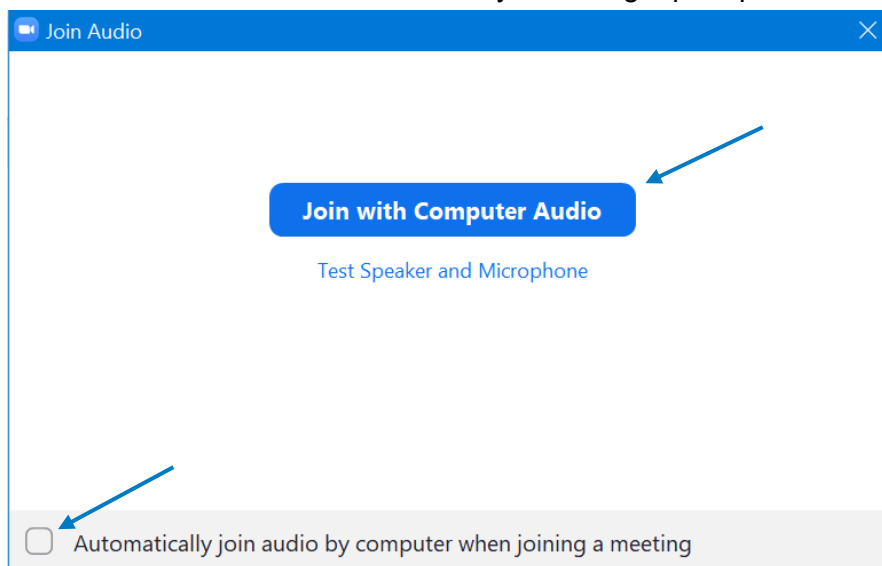 Join Audio
Join with Computer Audio
Test Speaker and Microphone
Automatically join audio by computer when joining a meeting